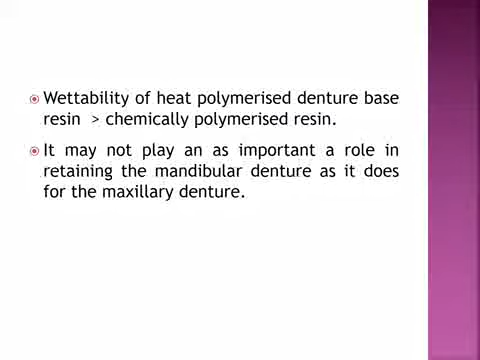 Wettability of heat polymerised denture base
resin > chemically polymerised resin.
It may not play an as important a role in
retaining the mandibular denture as it does
for the maxillary denture.